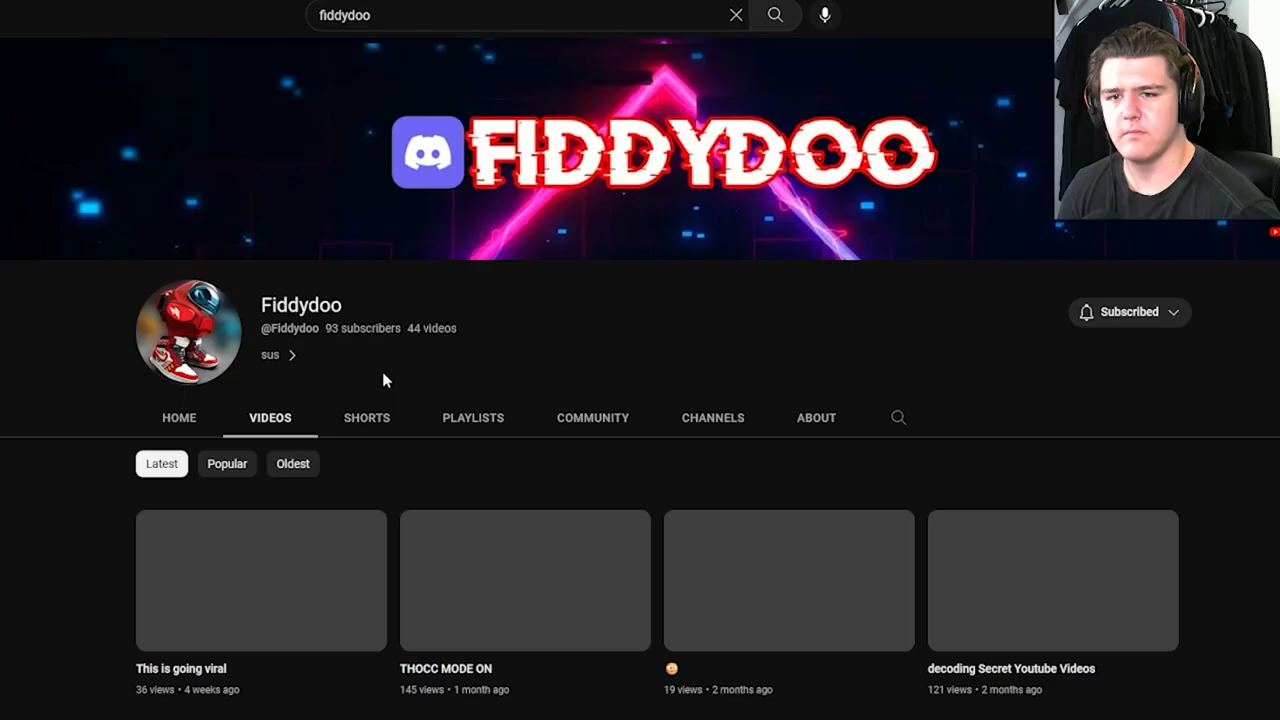 fiddydoo
FIDDYDOO
Fiddydoo
@Fiddydoo 93 subscribers 44 videos
sus
Subscribed
HOME VIDEOS SHORTS PLAYLISTS COMMUNITY CHANNELS ABOUT
Latest Popular Oldest
This is going viral
36 views • 4 weeks ago
THOCC MODE ON
145 views • 1 month ago
19 views • 2 months ago
decoding Secret Youtube Videos
121 views • 2 months ago